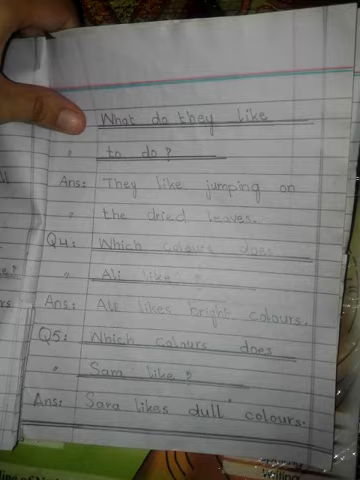 What do they like
" to do?
Ans: They like jumping on
" the dried leaves.
Q4: Which colours does
" Ali like?
Ans: Ali likes bright colours.
Q5: Which colours does
" Sara like?
Ans: Sara likes dull colours.